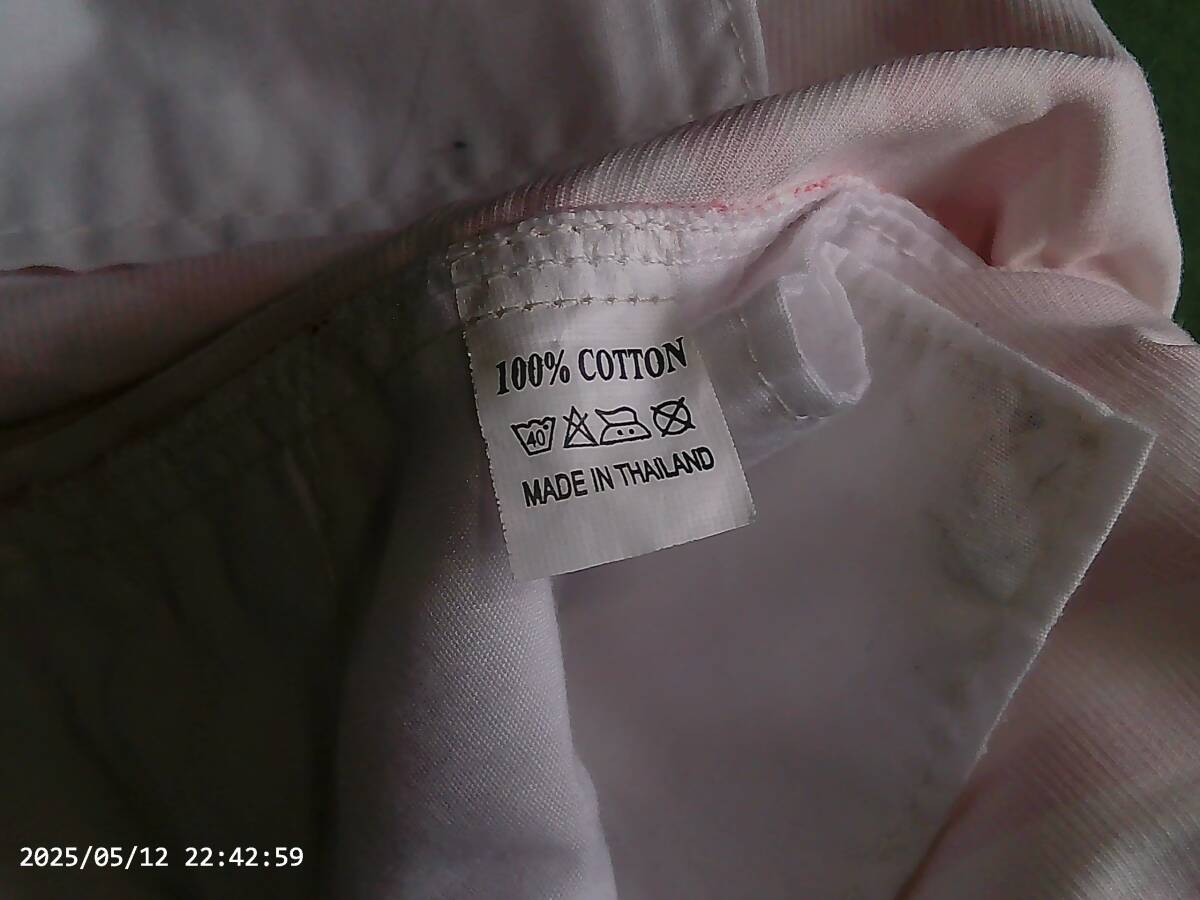 100% COTTON
40
MADE IN THAILAND
2025/05/12 22:42:59